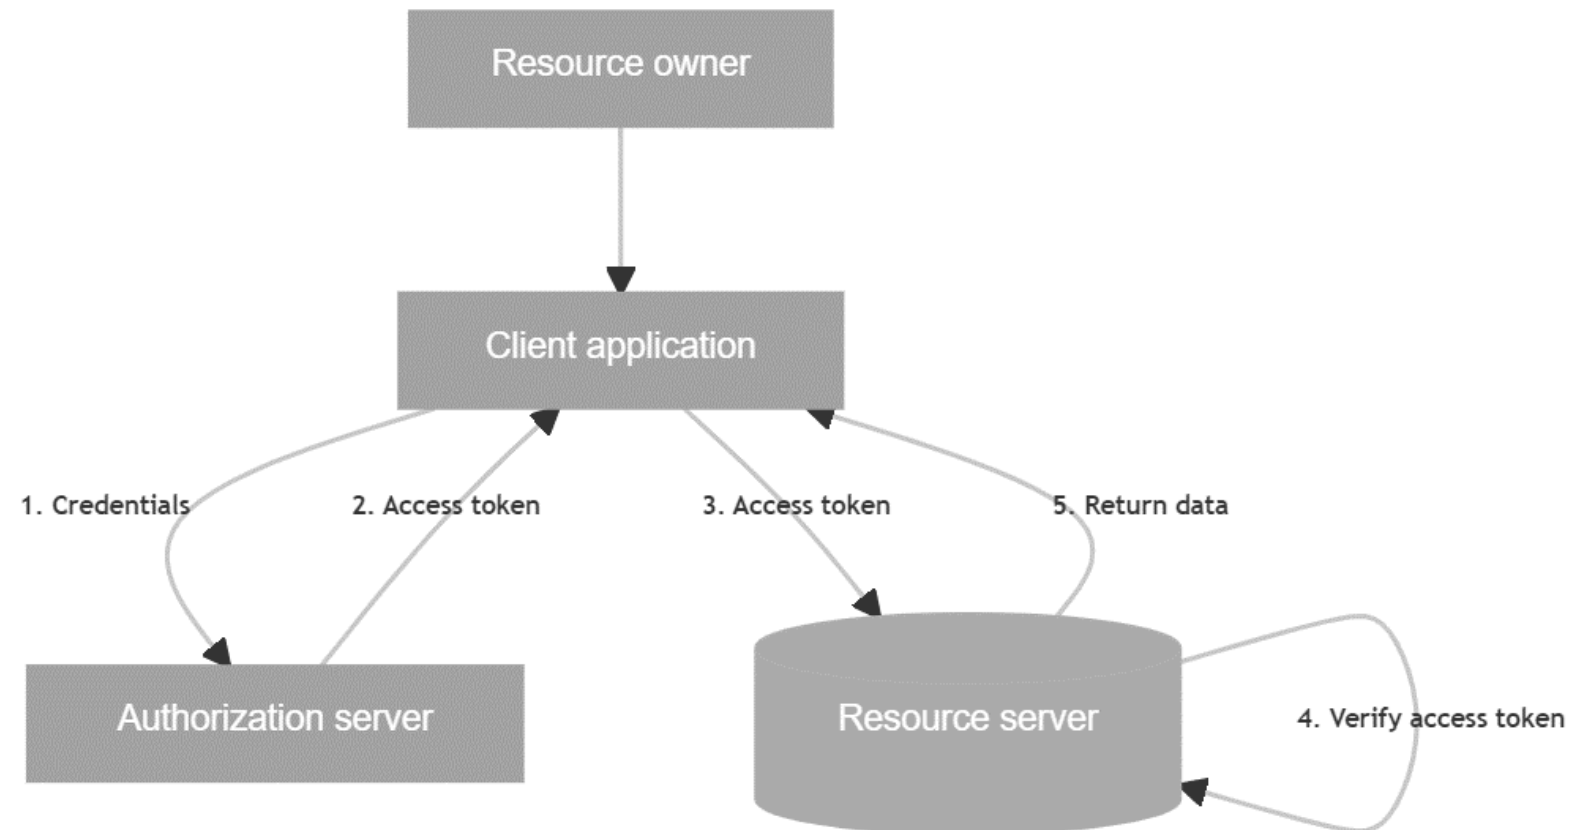 Resource owner
Client application
1. Credentials
2. Access token
3. Access token
5. Return data
Authorization server
Resource server
4. Verify access token